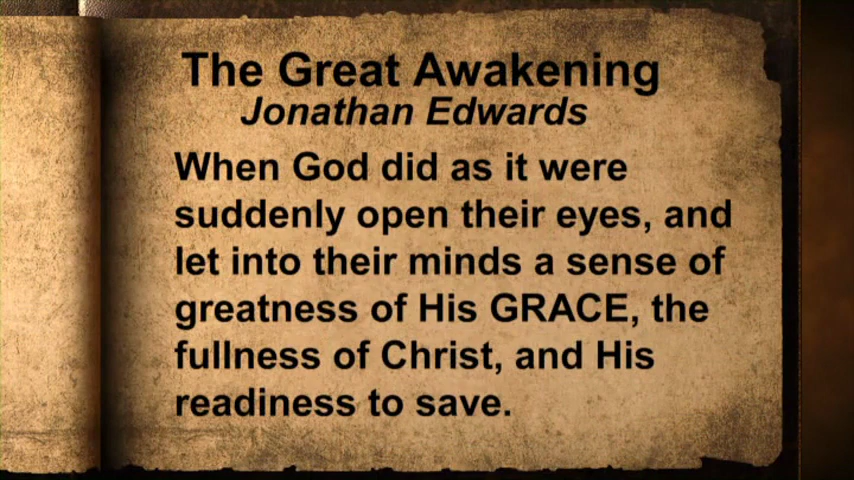 The Great Awakening
Jonathan Edwards
When God did as it were
suddenly open their eyes, and
let into their minds a sense of
greatness of His GRACE, the
fullness of Christ, and His
readiness to save.